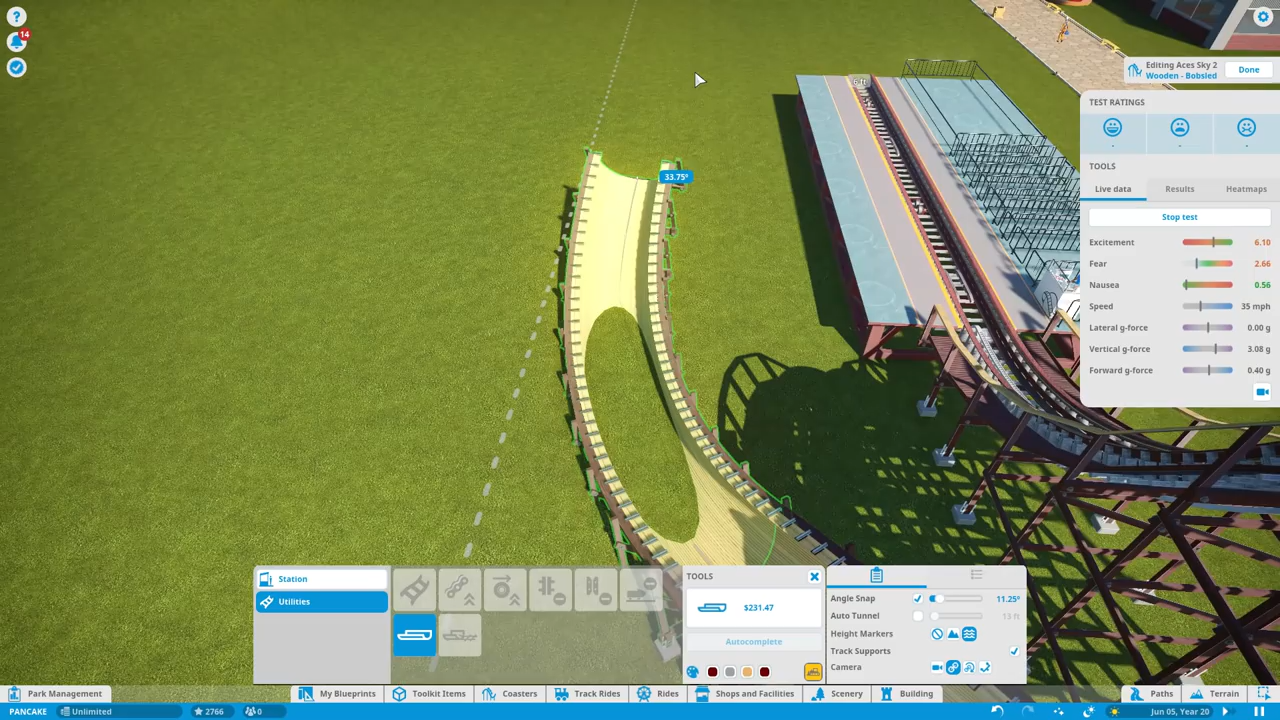 ?
14
Editing Aces Sky 2
Wooden - Bobsled
Done
TEST RATINGS
- - -
TOOLS
Live data Results Heatmaps
Stop test
Excitement 6.10
Fear 2.66
Nausea 0.56
Speed 35 mph
Lateral g-force 0.00 g
Vertical g-force 3.08 g
Forward g-force 0.40 g
33.75º
Station
Utilities
TOOLS
$231.47
Autocomplete
Angle Snap 11.25º
Auto Tunnel 13 ft
Height Markers
Track Supports
Camera
Park Management My Blueprints Toolkit Items Coasters Track Rides Rides Shops and Facilities Scenery Building Paths Terrain
PANCAKE Unlimited 2766 0 Jun 05, Year 20